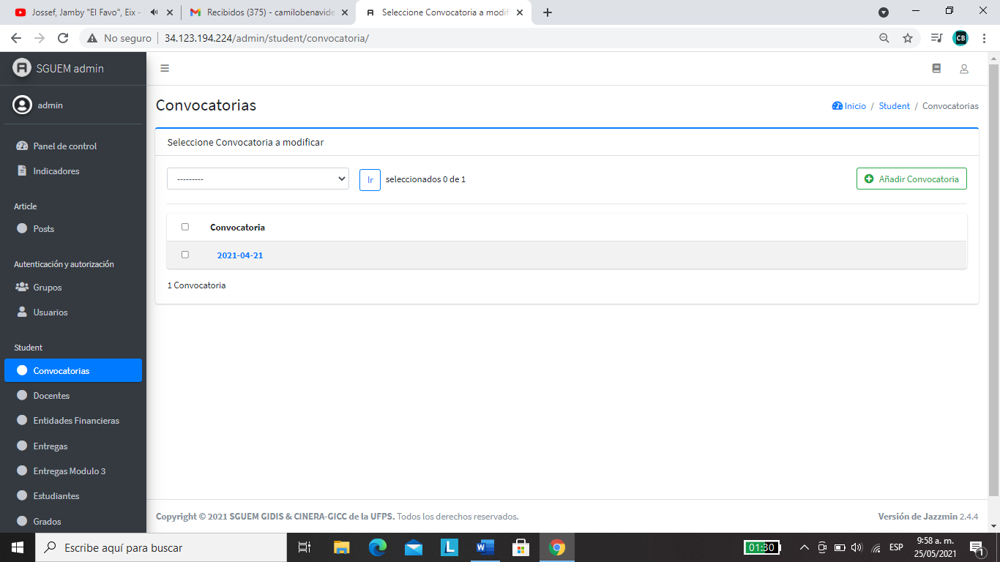 Jossef, Jamby "El Favo", Eix -
Recibidos (375) - camilobenavide
Seleccione Convocatoria a modifi
No seguro
34.123.194.224/admin/student/convocatoria/
CB
SGUEM admin
admin
Panel de control
Indicadores
Article
Posts
Autenticación y autorización
Grupos
Usuarios
Student
Convocatorias
Docentes
Entidades Financieras
Entregas
Entregas Modulo 3
Estudiantes
Grados
Convocatorias
Inicio / Student / Convocatorias
Seleccione Convocatoria a modificar
---------
Ir
seleccionados 0 de 1
Añadir Convocatoria
Convocatoria
2021-04-21
1 Convocatoria
Copyright © 2021 SGUEM GIDIS & CINERA-GICC de la UFPS. Todos los derechos reservados.
Versión de Jazzmin 2.4.4
Escribe aquí para buscar
01:30
ESP
9:58 a. m.
25/05/2021
1